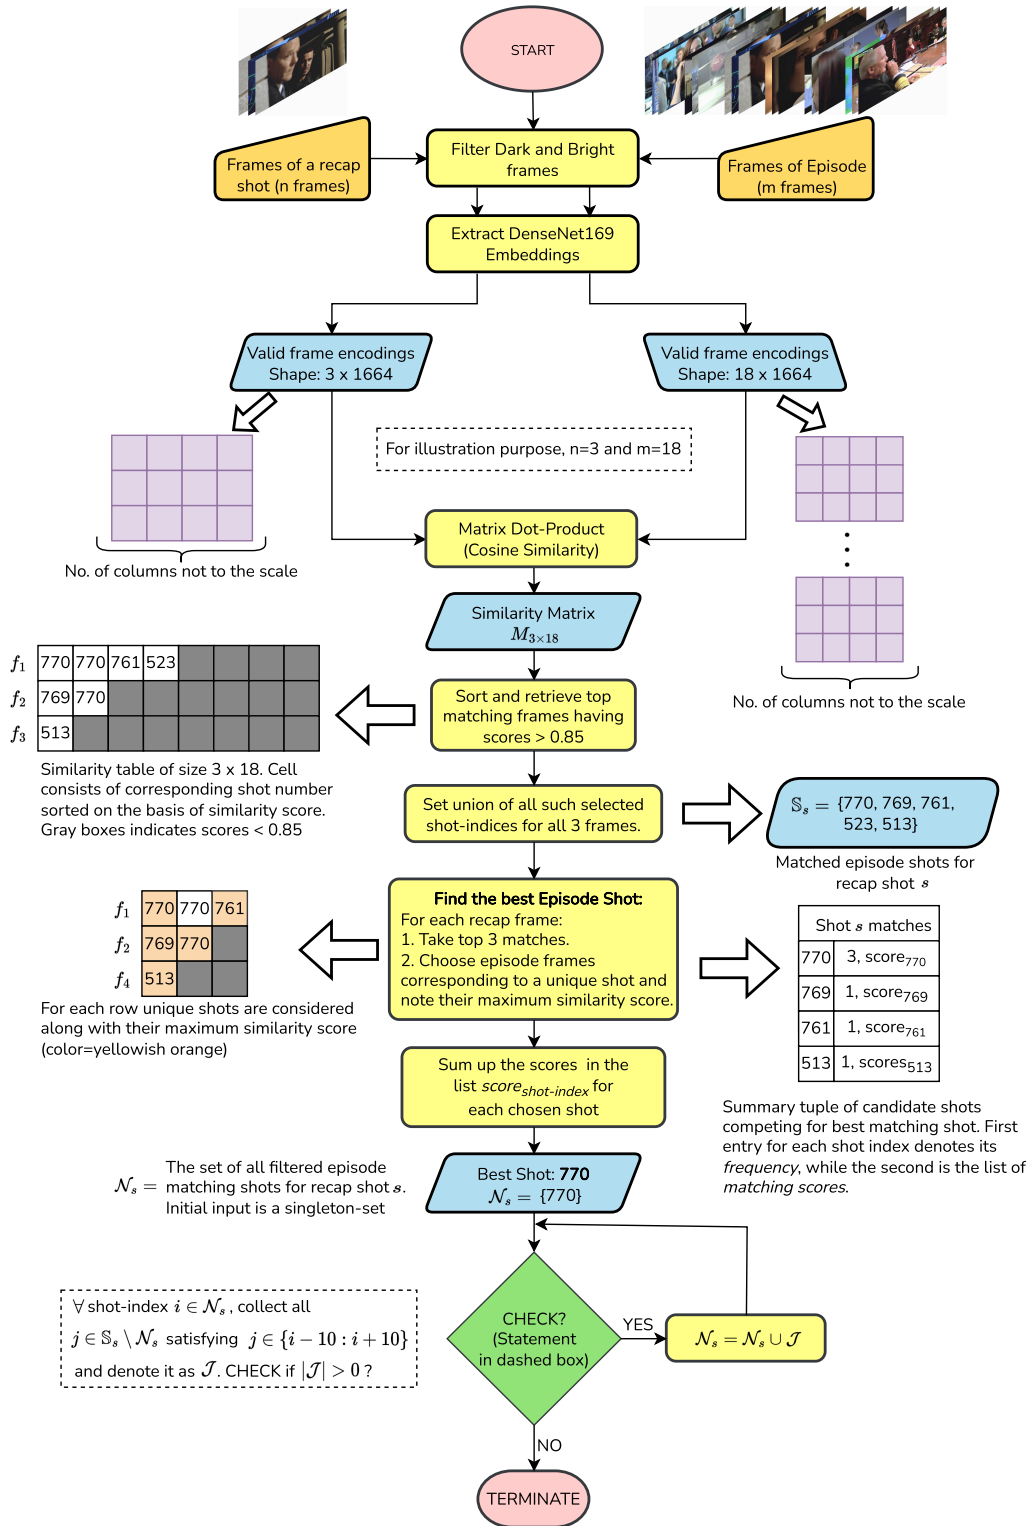 START
Frames of a recap
shot (n frames)
Filter Dark and Bright
frames
Frames of Episode
(m frames)
Extract DenseNet169
Embeddings
Valid frame encodings
Shape: 3 x 1664
Valid frame encodings
Shape: 18 x 1664
For illustration purpose, n=3 and m=18
No. of columns not to the scale
Matrix Dot-Product
(Cosine Similarity)
No. of columns not to the scale
Similarity Matrix
M₃ₓ₁₈
f₁ 770 770 761 523
f₂ 769 770
f₃ 513
Similarity table of size 3 x 18. Cell
consists of corresponding shot number
sorted on the basis of similarity score.
Gray boxes indicates scores < 0.85
Sort and retrieve top
matching frames having
scores > 0.85
Set union of all such selected
shot-indices for all 3 frames.
𝕊ₛ = {770, 769, 761,
523, 513}
Matched episode shots for
recap shot s
f₁ 770 770 761
f₂ 769 770
f₄ 513
For each row unique shots are considered
along with their maximum similarity score
(color=yellowish orange)
Find the best Episode Shot:
For each recap frame:
1. Take top 3 matches.
2. Choose episode frames
corresponding to a unique shot and
note their maximum similarity score.
Shot s matches
770 3, score₇₇₀
769 1, score₇₆₉
761 1, score₇₆₁
513 1, scores₅₁₃
Summary tuple of candidate shots
competing for best matching shot. First
entry for each shot index denotes its
frequency, while the second is the list of
matching scores.
Sum up the scores in the
list score_shot-index for
each chosen shot
𝒩ₛ = The set of all filtered episode
matching shots for recap shot s.
Initial input is a singleton-set
Best Shot: 770
𝒩ₛ = {770}
∀ shot-index i ∈ 𝒩ₛ, collect all
j ∈ 𝕊ₛ \ 𝒩ₛ satisfying j ∈ {i − 10 : i + 10}
and denote it as 𝒥. CHECK if |𝒥| > 0 ?
CHECK?
(Statement
in dashed box)
YES
𝒩ₛ = 𝒩ₛ ∪ 𝒥
NO
TERMINATE